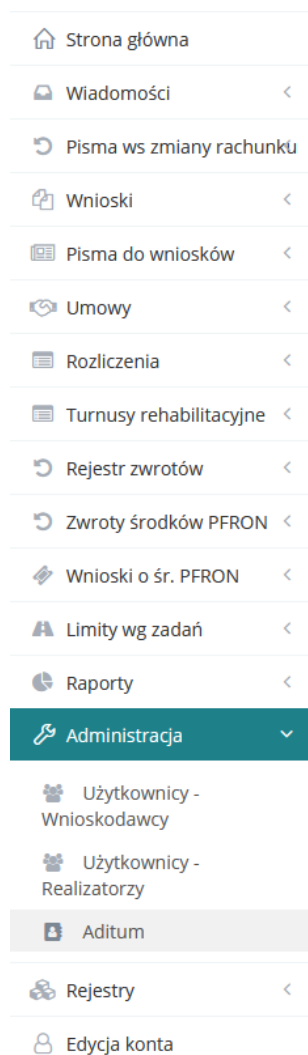 Strona główna
Wiadomości
Pisma ws zmiany rachunku
Wnioski
Pisma do wniosków
Umowy
Rozliczenia
Turnusy rehabilitacyjne
Rejestr zwrotów
Zwroty środków PFRON
Wnioski o śr. PFRON
Limity wg zadań
Raporty
Administracja
Użytkownicy -
Wnioskodawcy
Użytkownicy -
Realizatorzy
Aditum
Rejestry
Edycja konta